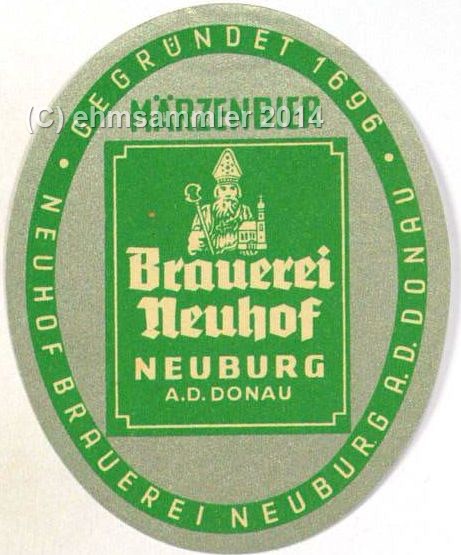 GEGRÜNDET 1696
MÄRZENBIER
(C) ehmsammler 2014
Brauerei
Neuhof
NEUBURG
A.D. DONAU
• NEUHOF BRAUEREI NEUBURG A.D. DONAU •